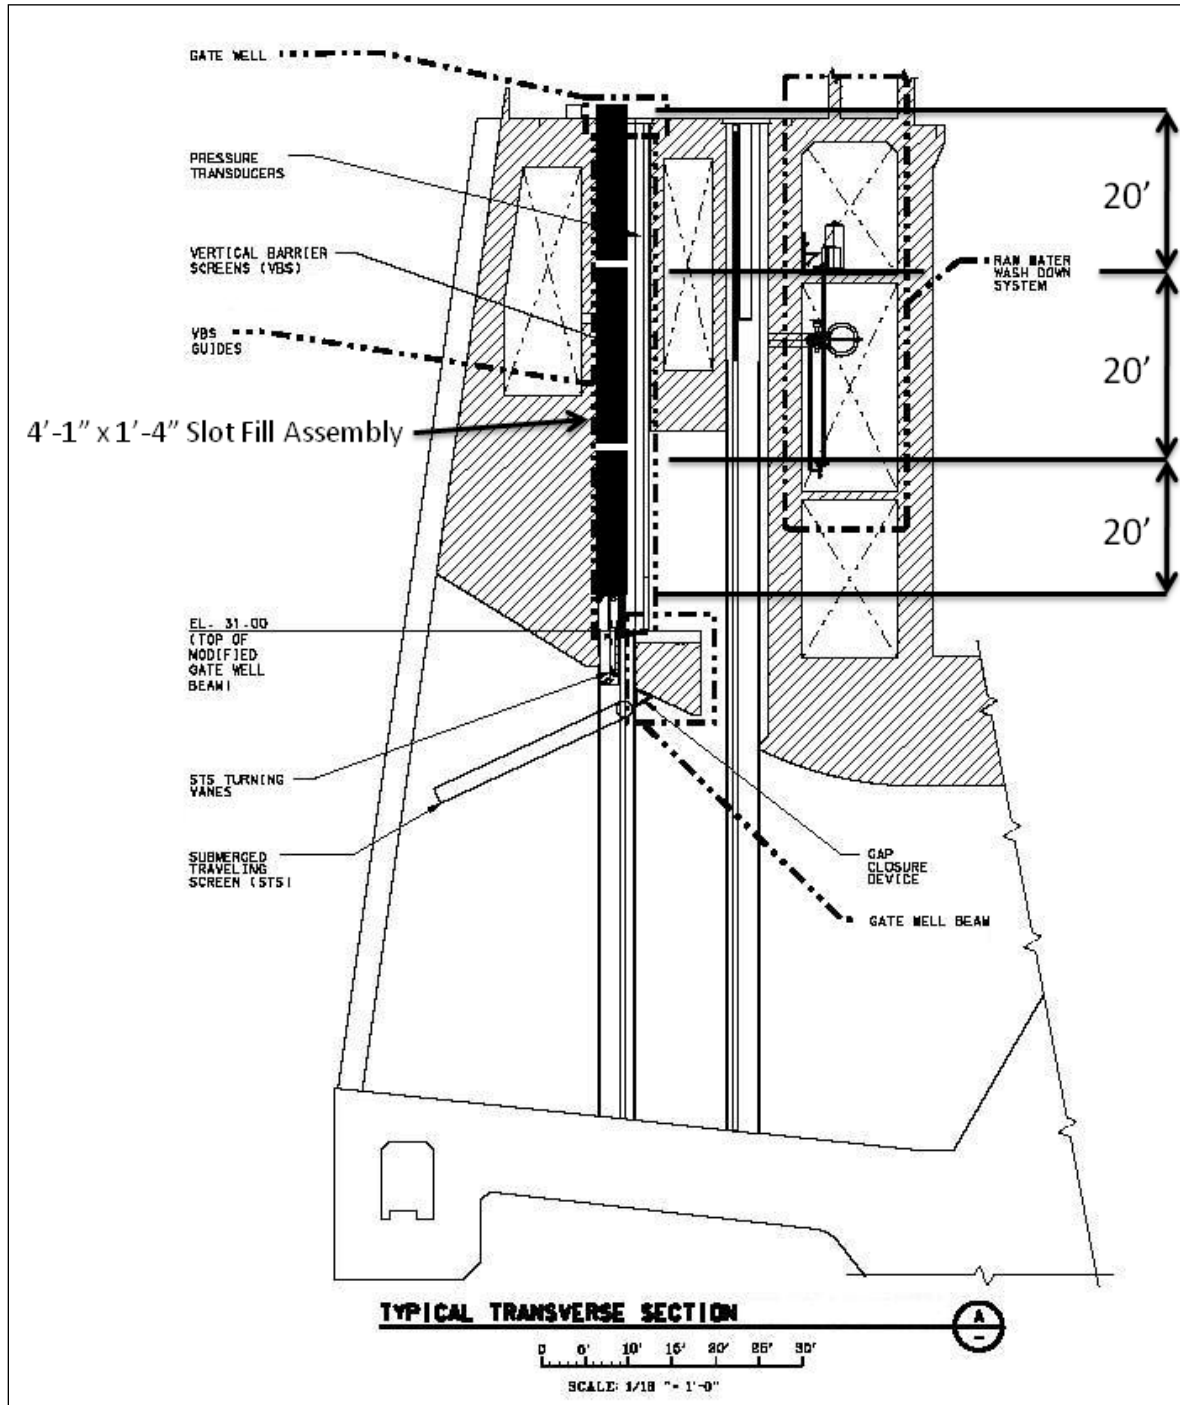 GATE WELL
PRESSURE
TRANSDUCERS
20'
VERTICAL BARRIER
SCREENS (VBS)
RAW WATER
WASH DOWN
SYSTEM
VBS
GUIDES
20'
4'-1" x 1'-4" Slot Fill Assembly
20'
EL. 31.00
(TOP OF
MODIFIED
GATE WELL
BEAM)
STS TURNING
VANES
SUBMERGED
TRAVELING
SCREEN (STS)
GAP
CLOSURE
DEVICE
GATE WELL BEAM
TYPICAL TRANSVERSE SECTION
A
-
0 5' 10' 15' 20' 25' 30'
SCALE: 1/16 "= 1'-0"